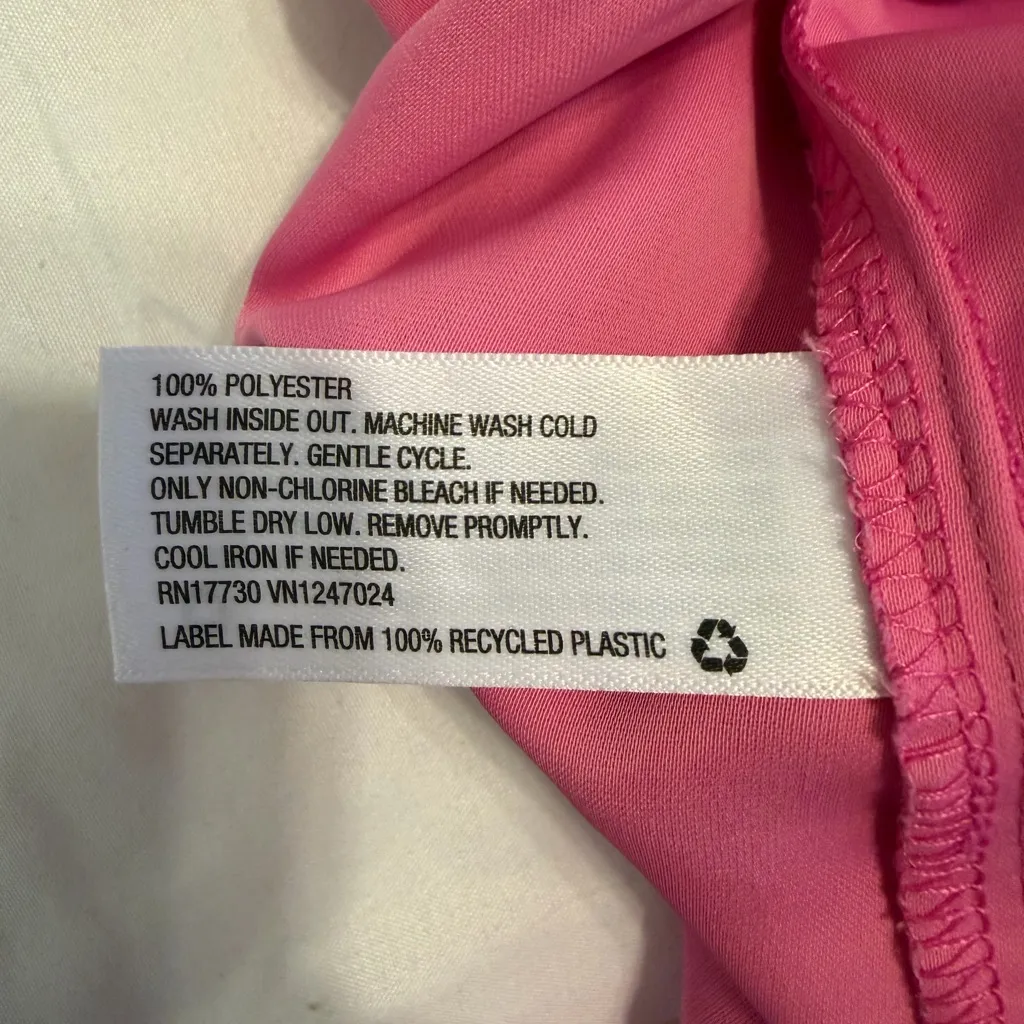 100% POLYESTER
WASH INSIDE OUT. MACHINE WASH COLD
SEPARATELY. GENTLE CYCLE.
ONLY NON-CHLORINE BLEACH IF NEEDED.
TUMBLE DRY LOW. REMOVE PROMPTLY.
COOL IRON IF NEEDED.
RN17730 VN1247024
LABEL MADE FROM 100% RECYCLED PLASTIC